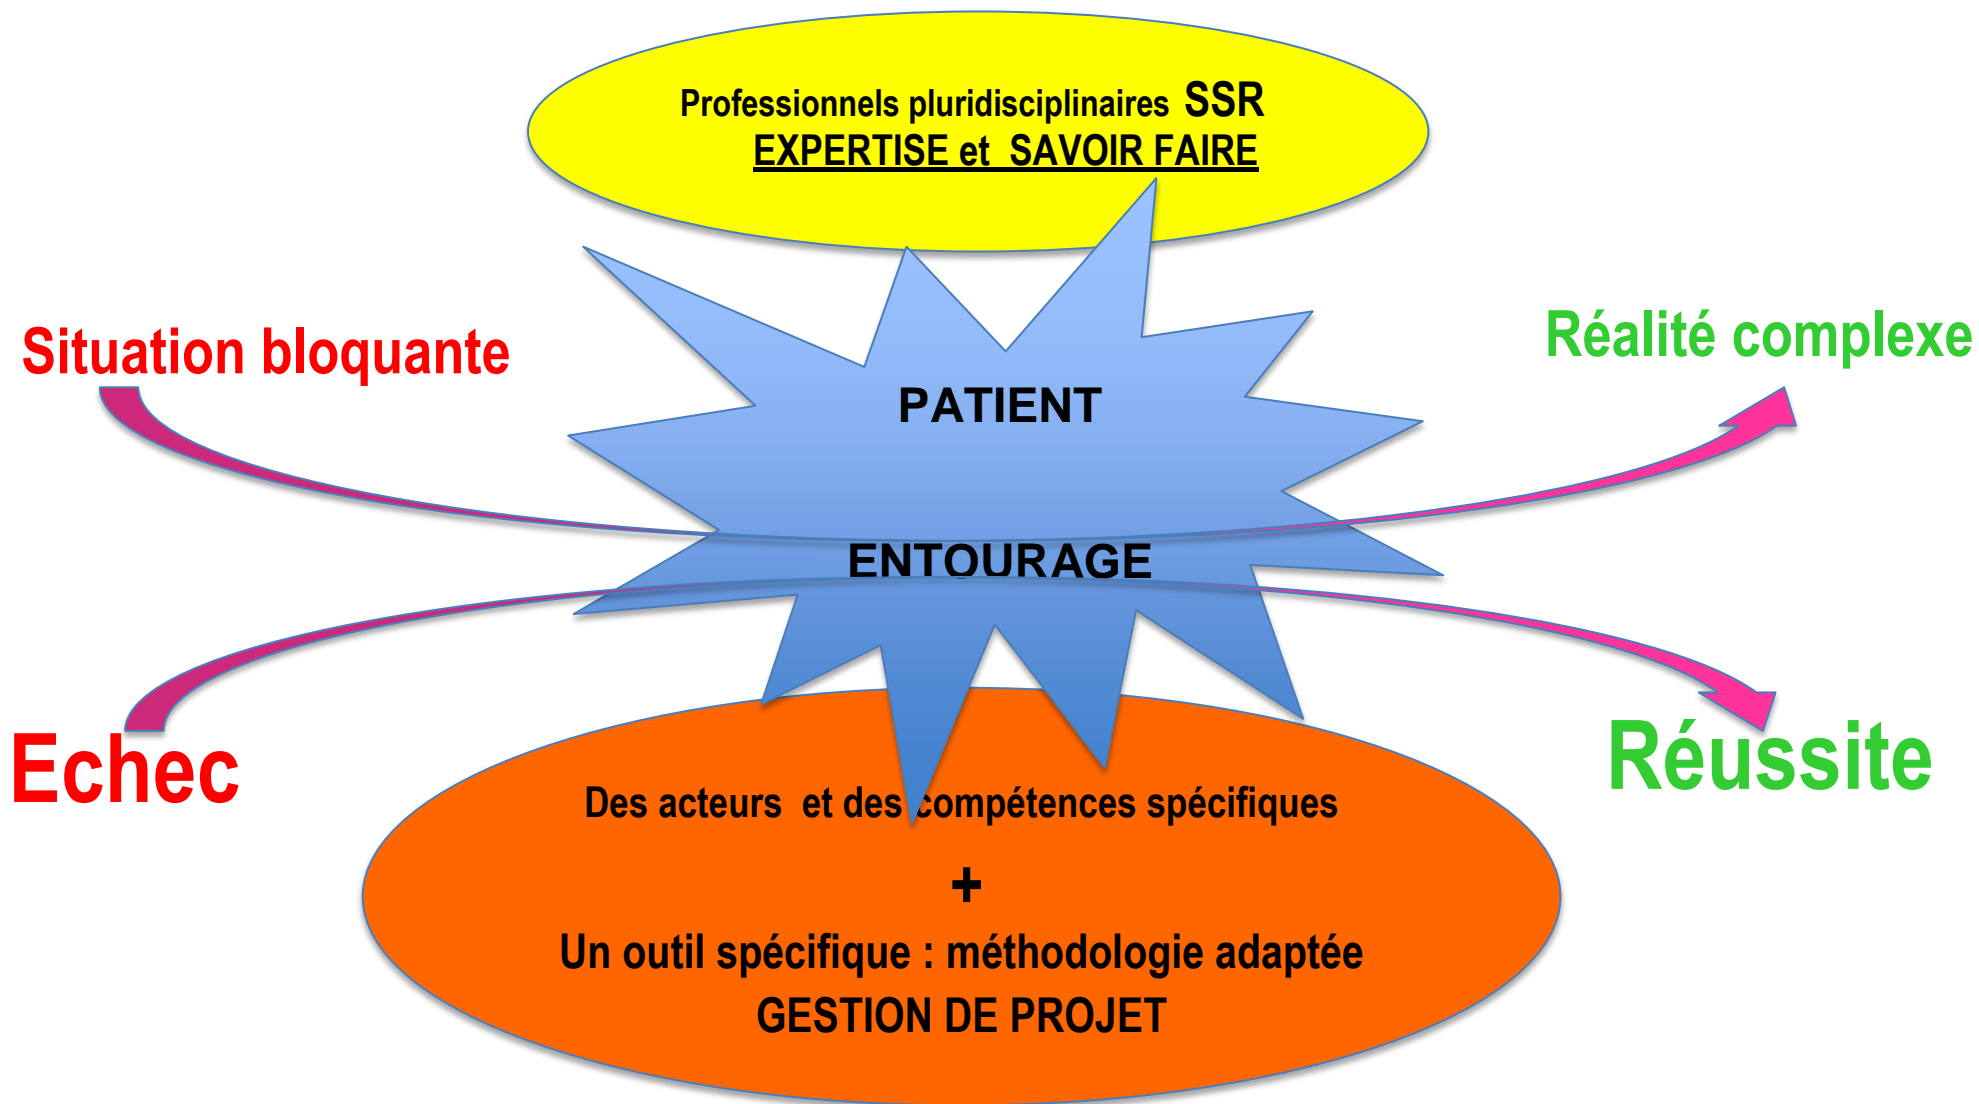 Professionnels pluridisciplinaires SSR
EXPERTISE et SAVOIR FAIRE
Situation bloquante
Réalité complexe
PATIENT
ENTOURAGE
Echec
Réussite
Des acteurs et des compétences spécifiques
+
Un outil spécifique : méthodologie adaptée
GESTION DE PROJET